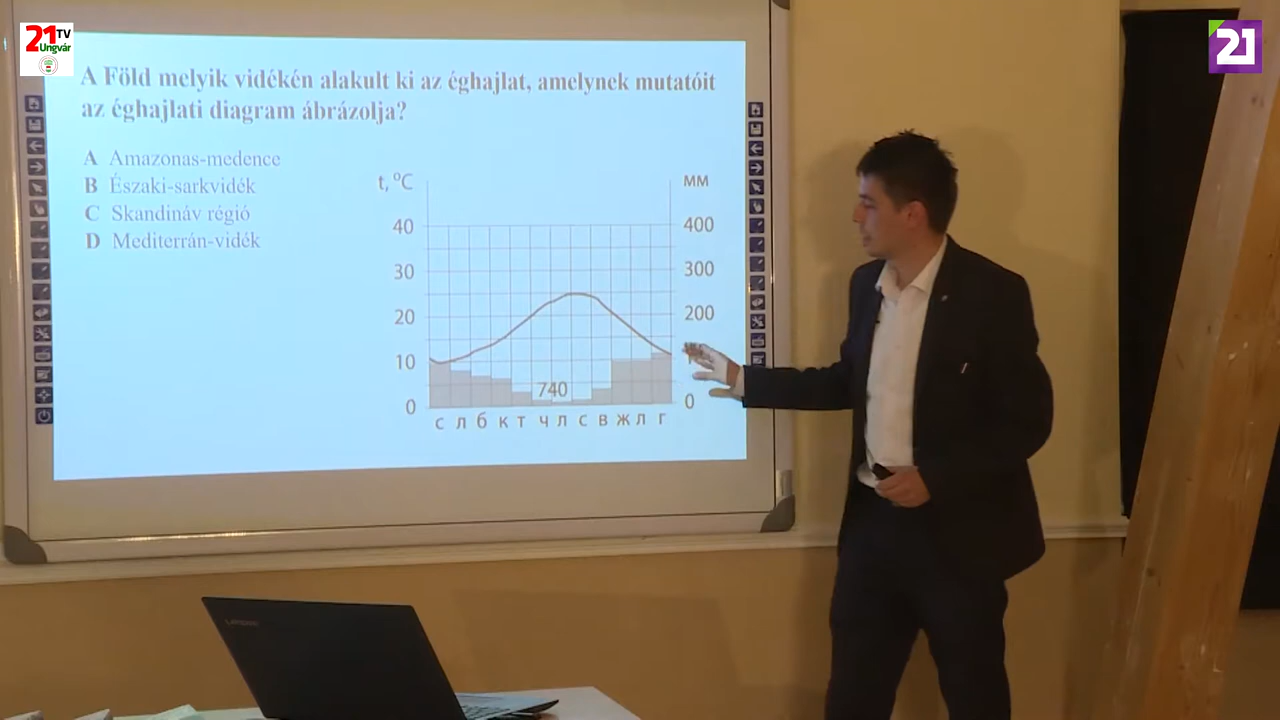 21 TV
Ungvár
21
A Föld melyik vidékén alakult ki az éghajlat, amelynek mutatóit
az éghajlati diagram ábrázolja?
A Amazonas-medence
B Északi-sarkvidék
C Skandináv régió
D Mediterrán-vidék
t, °C
мм
40
400
30
300
20
200
10
0
0
740
С Л Б К Т Ч Л С В Ж Л Г
Lenovo